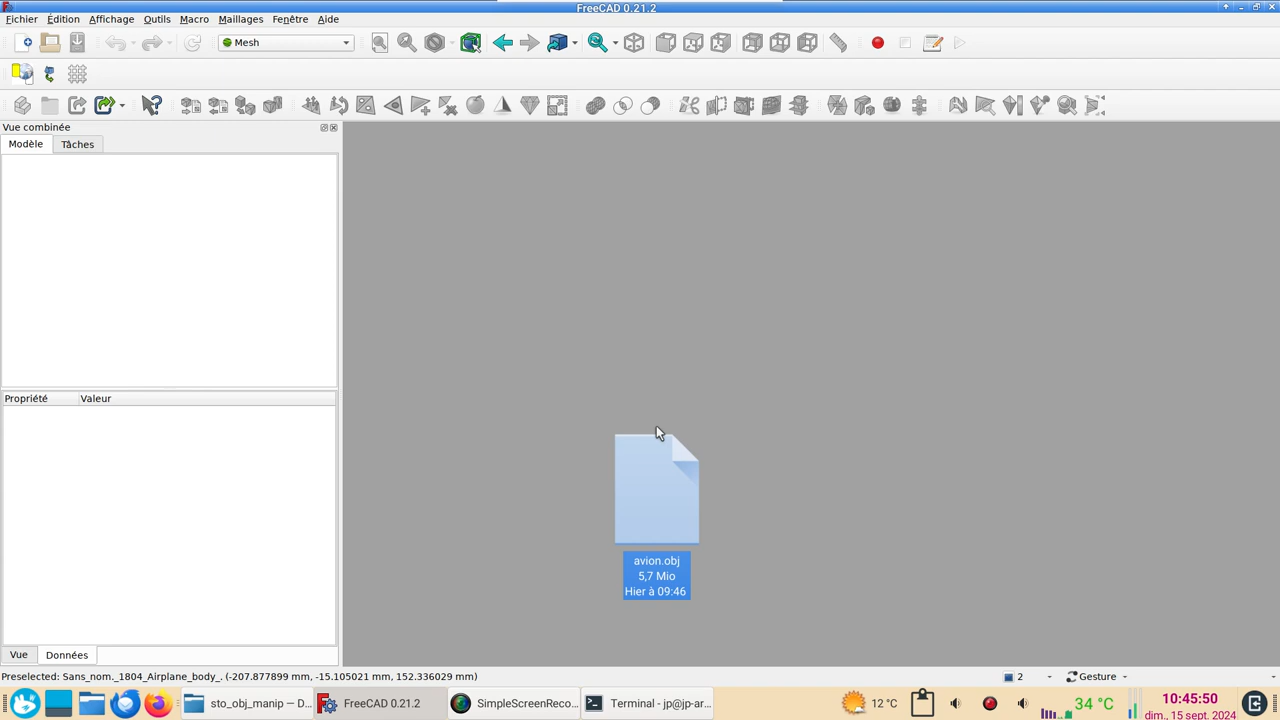 FreeCAD 0.21.2
Fichier Édition Affichage Outils Macro Maillages Fenêtre Aide
Mesh
Vue combinée
Modèle Tâches
Propriété Valeur
avion.obj
5,7 Mio
Hier à 09:46
Vue Données
Preselected: Sans_nom._1804_Airplane_body_. (-207.877899 mm, -15.105021 mm, 152.336029 mm)
2
Gesture
sto_obj_manip — D...
FreeCAD 0.21.2
SimpleScreenReco...
Terminal - jp@jp-ar...
12 °C
34 °C
10:45:50
dim., 15 sept. 2024